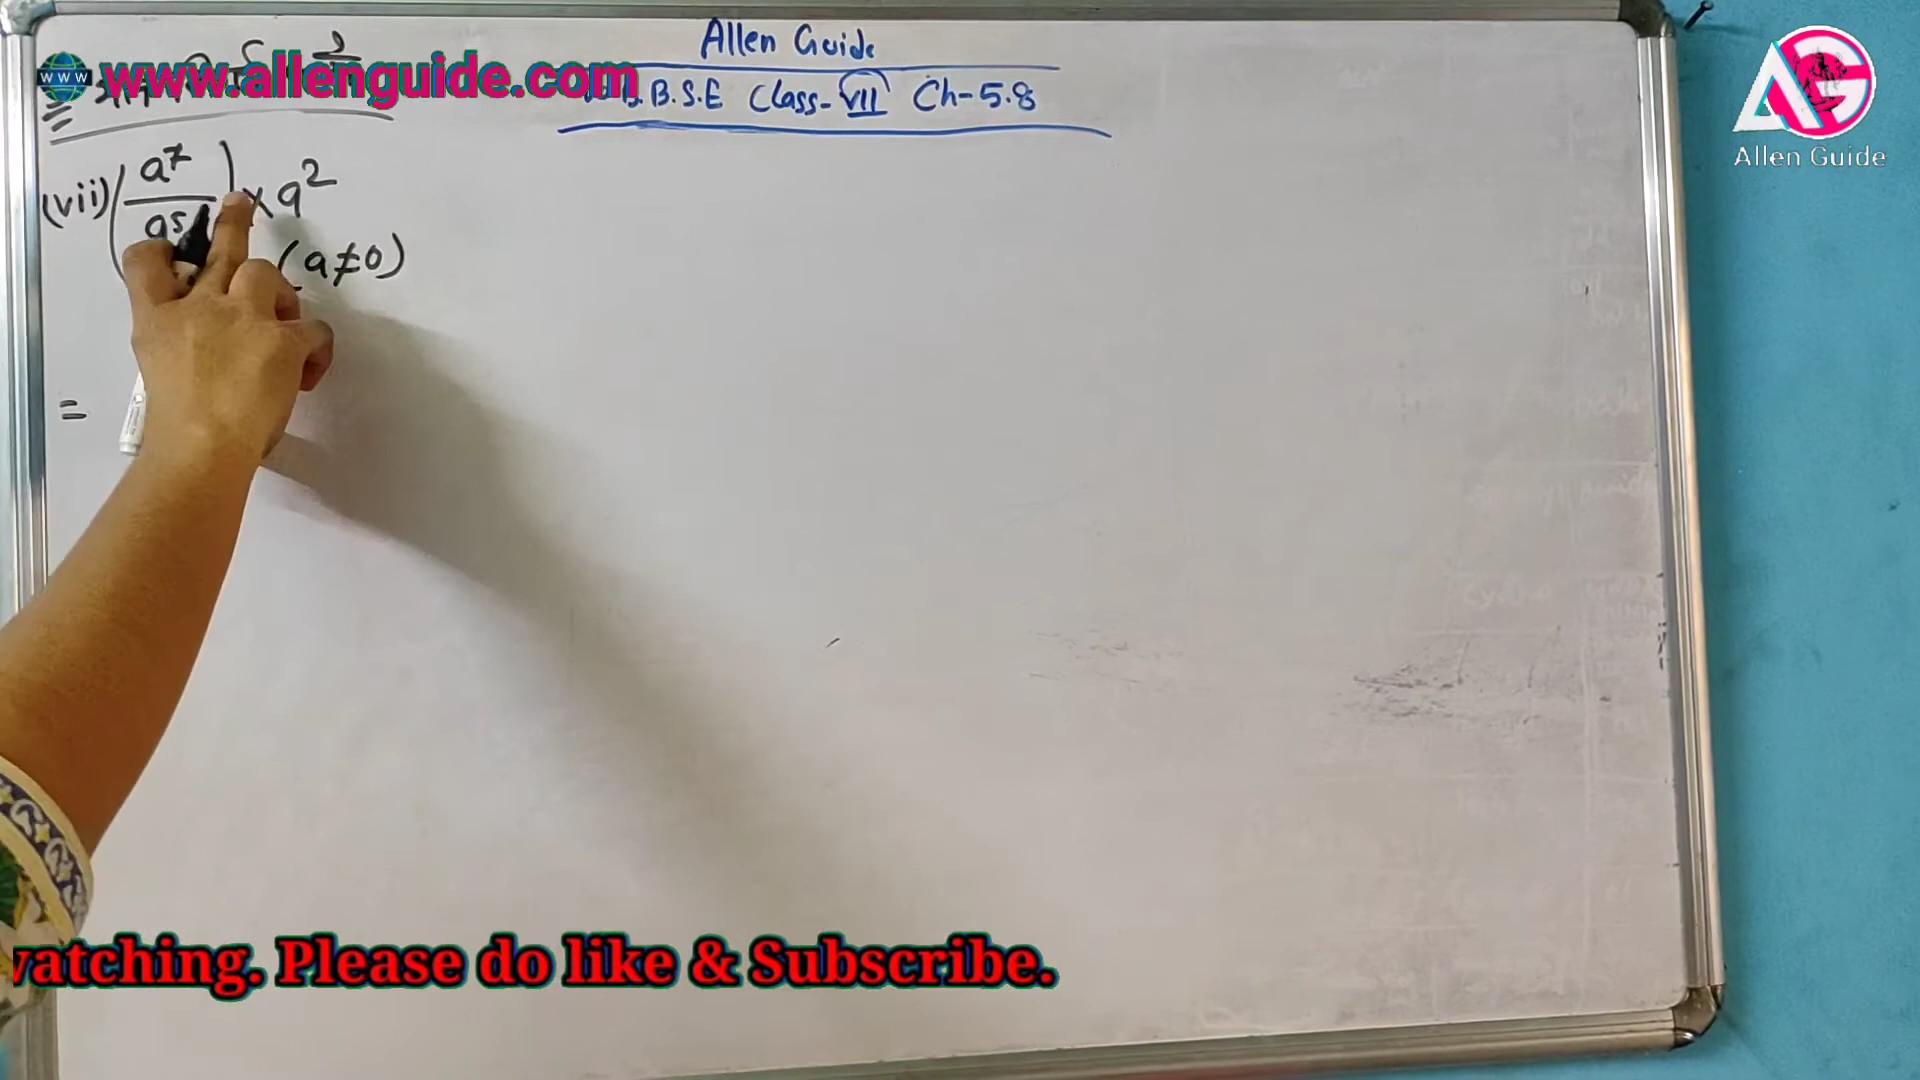 www.allenguide.com
WWW
Allen Guide
B.B.S.E Class-VII Ch-5.8
(vii) (a⁷/a⁵) × a²
(a≠0)
=
Allen Guide
watching. Please do like & Subscribe.